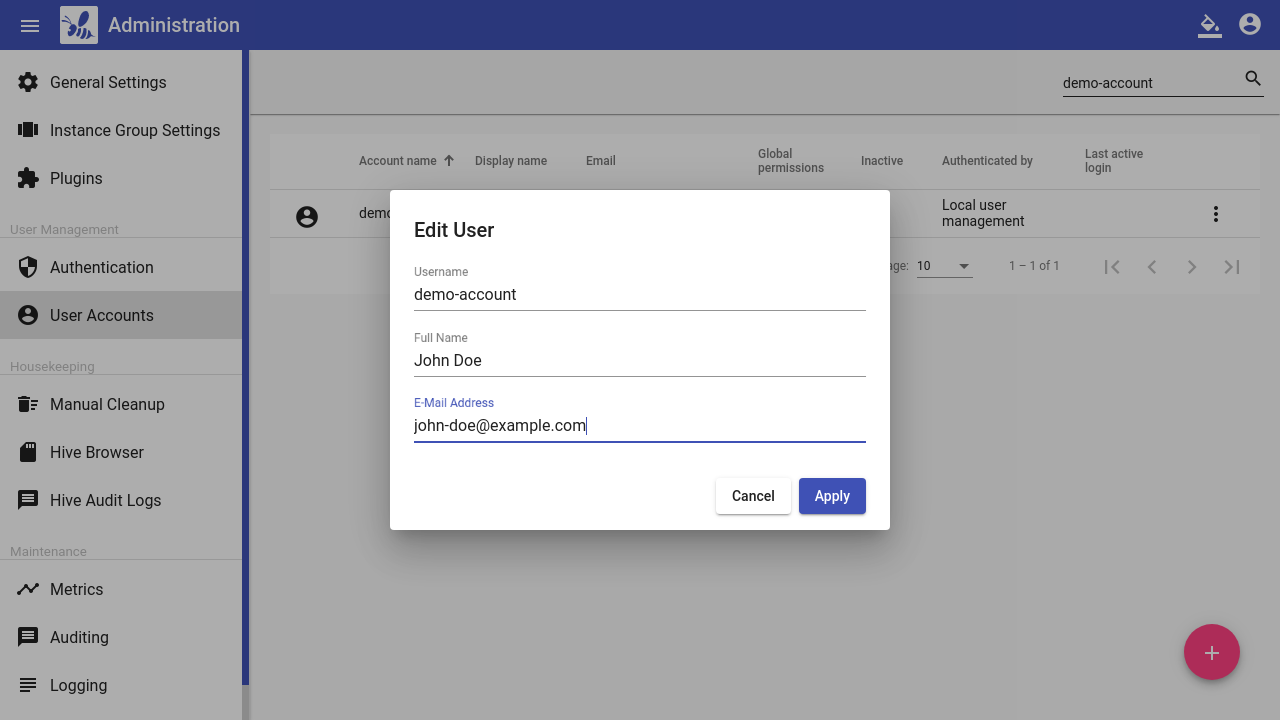 Administration
General Settings
Instance Group Settings
Plugins
User Management
Authentication
User Accounts
Housekeeping
Manual Cleanup
Hive Browser
Hive Audit Logs
Maintenance
Metrics
Auditing
Logging
demo-account
Account name
Display name
Email
Global
permissions
Inactive
Authenticated by
Last active
login
Local user
management
10
1 – 1 of 1
Edit User
Username
demo-account
Full Name
John Doe
E-Mail Address
john-doe@example.com
Cancel
Apply